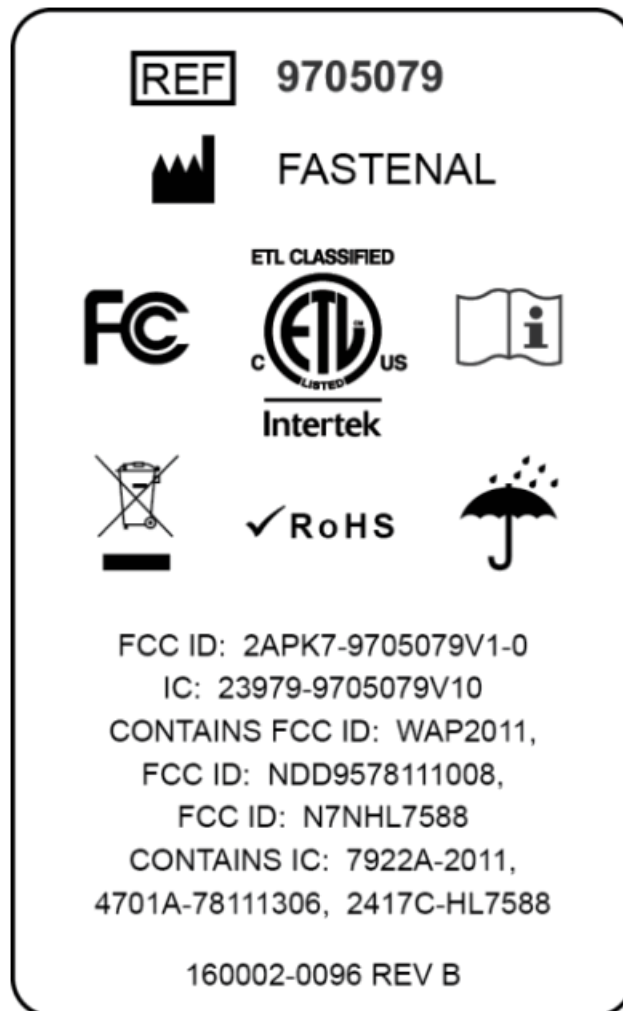 REF 9705079
FASTENAL
FC
ETL CLASSIFIED
ETL
TM
C US
LISTED
Intertek
i
RoHS
FCC ID: 2APK7-9705079V1-0
IC: 23979-9705079V10
CONTAINS FCC ID: WAP2011,
FCC ID: NDD9578111008,
FCC ID: N7NHL7588
CONTAINS IC: 7922A-2011,
4701A-78111306, 2417C-HL7588
160002-0096 REV B